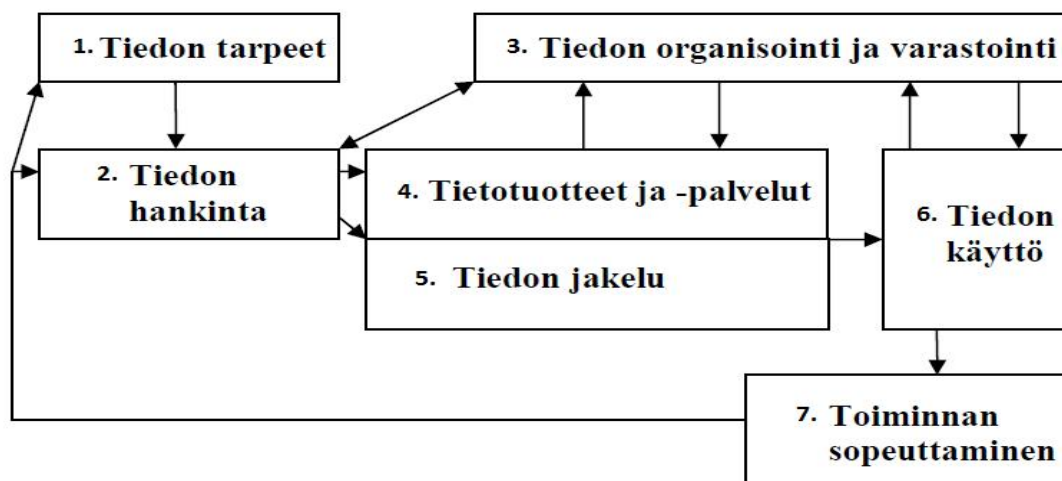 1. Tiedon tarpeet
3. Tiedon organisointi ja varastointi
2. Tiedon
hankinta
4. Tietotuotteet ja -palvelut
5. Tiedon jakelu
6. Tiedon
käyttö
7. Toiminnan
sopeuttaminen